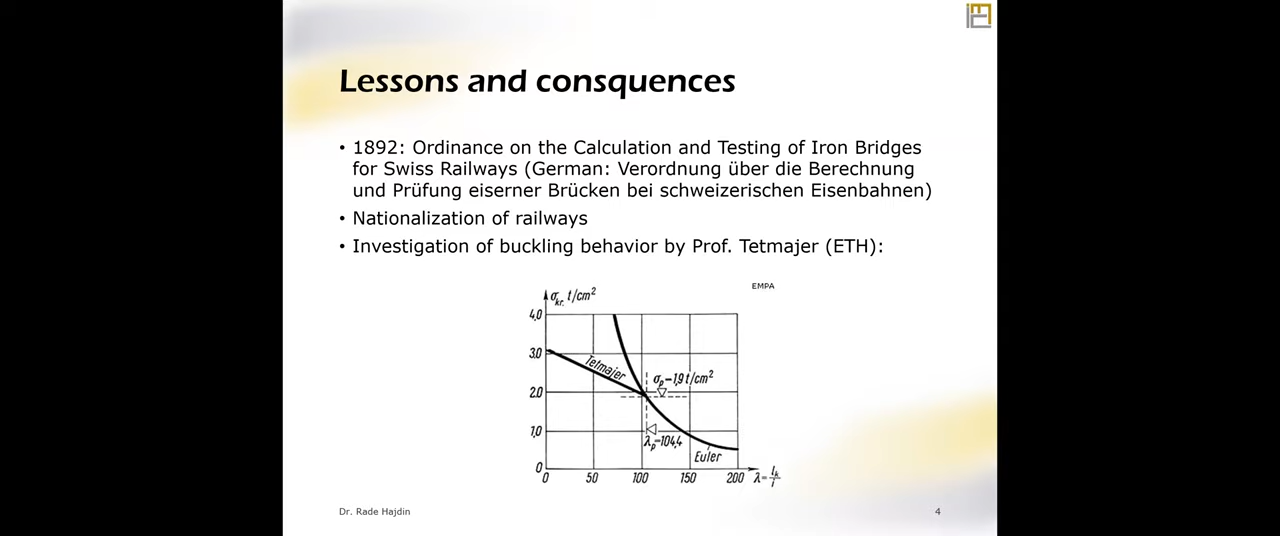 Lessons and consquences
• 1892: Ordinance on the Calculation and Testing of Iron Bridges
for Swiss Railways (German: Verordnung über die Berechnung
und Prüfung eiserner Brücken bei schweizerischen Eisenbahnen)
• Nationalization of railways
• Investigation of buckling behavior by Prof. Tetmajer (ETH):
EMPA
σkr. t/cm²
4,0
3.0
2.0
1,0
0
Tetmajer
σp=1,9 t/cm²
λp=104,4
Euler
0 50 100 150 200 λ=lk/i
Dr. Rade Hajdin
4